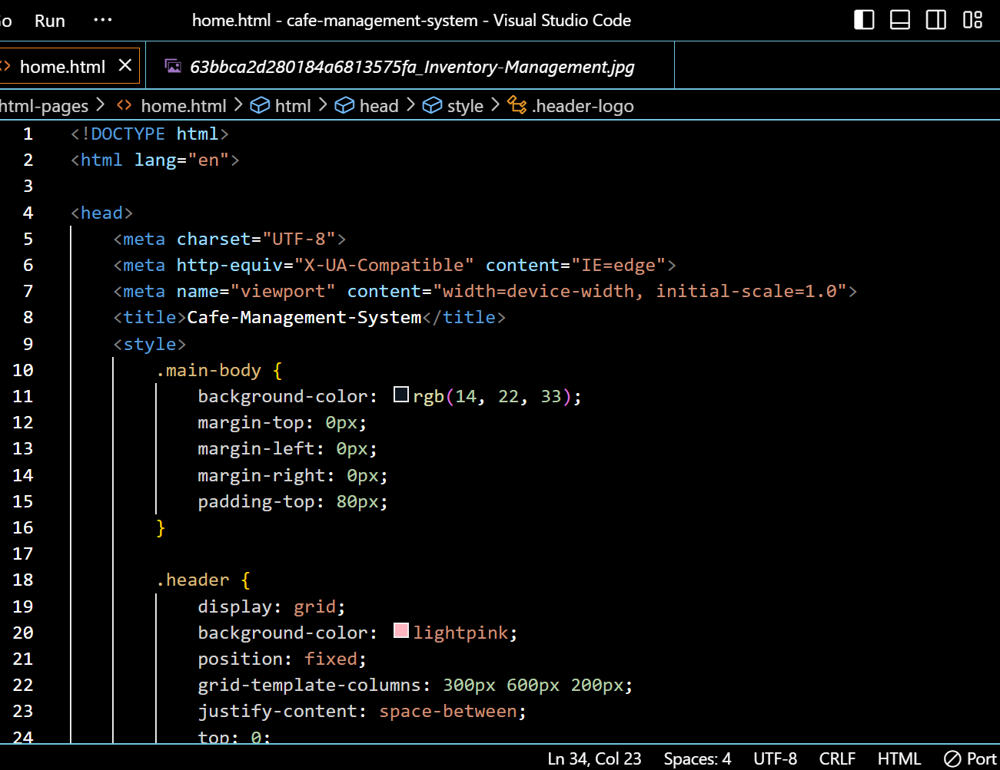 Run ··· home.html - cafe-management-system - Visual Studio Code
home.html 63bbca2d280184a6813575fa_Inventory-Management.jpg
html-pages > home.html > html > head > style > .header-logo
1 <!DOCTYPE html>
2 <html lang="en">
3
4 <head>
5 <meta charset="UTF-8">
6 <meta http-equiv="X-UA-Compatible" content="IE=edge">
7 <meta name="viewport" content="width=device-width, initial-scale=1.0">
8 <title>Cafe-Management-System</title>
9 <style>
10 .main-body {
11 background-color: rgb(14, 22, 33);
12 margin-top: 0px;
13 margin-left: 0px;
14 margin-right: 0px;
15 padding-top: 80px;
16 }
17
18 .header {
19 display: grid;
20 background-color: lightpink;
21 position: fixed;
22 grid-template-columns: 300px 600px 200px;
23 justify-content: space-between;
24 top: 0;
Ln 34, Col 23 Spaces: 4 UTF-8 CRLF HTML Port